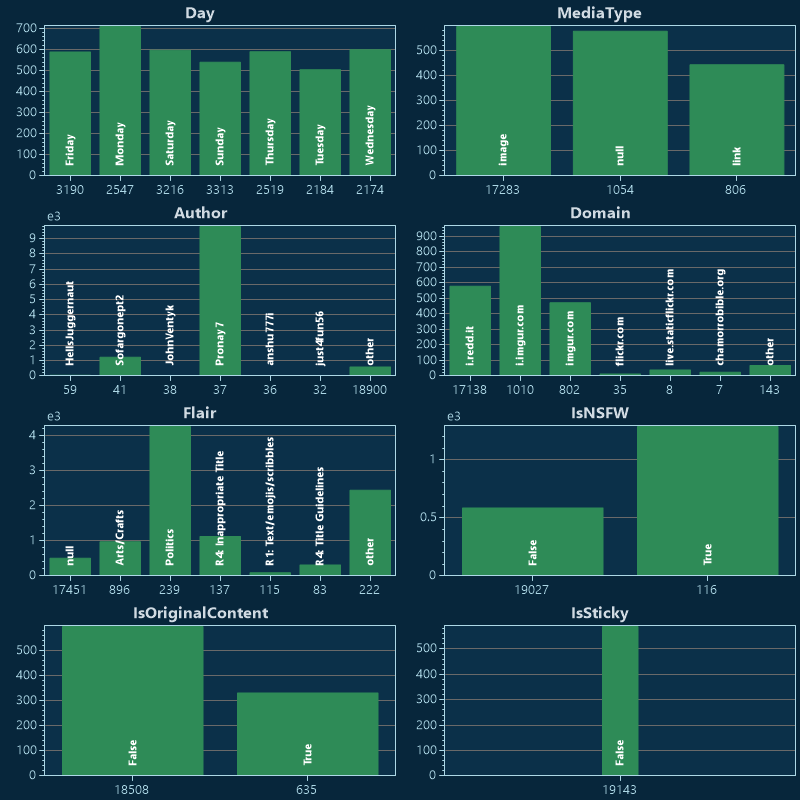 Day
700
600
500
400
300
200
100
0
Friday
Monday
Saturday
Sunday
Thursday
Tuesday
Wednesday
3190 2547 3216 3313 2519 2184 2174
MediaType
500
400
300
200
100
0
image
null
link
17283 1054 806
Author
e3
9
8
7
6
5
4
3
2
1
0
HellsJuggernaut
Sofargonept2
JohnVentyk
Pronay7
anshu777i
just4fun56
other
59 41 38 37 36 32 18900
Domain
900
800
700
600
500
400
300
200
100
0
i.redd.it
i.imgur.com
imgur.com
flickr.com
live.staticflickr.com
chamorrobible.org
other
17138 1010 802 35 8 7 143
Flair
e3
4
3
2
1
0
null
Arts/Crafts
Politics
R4: Inappropriate Title
R1: Text/emojis/scribbles
R4: Title Guidelines
other
17451 896 239 137 115 83 222
IsNSFW
e3
1
0.5
0
False
True
19027 116
IsOriginalContent
500
400
300
200
100
0
False
True
18508 635
IsSticky
500
400
300
200
100
0
False
19143